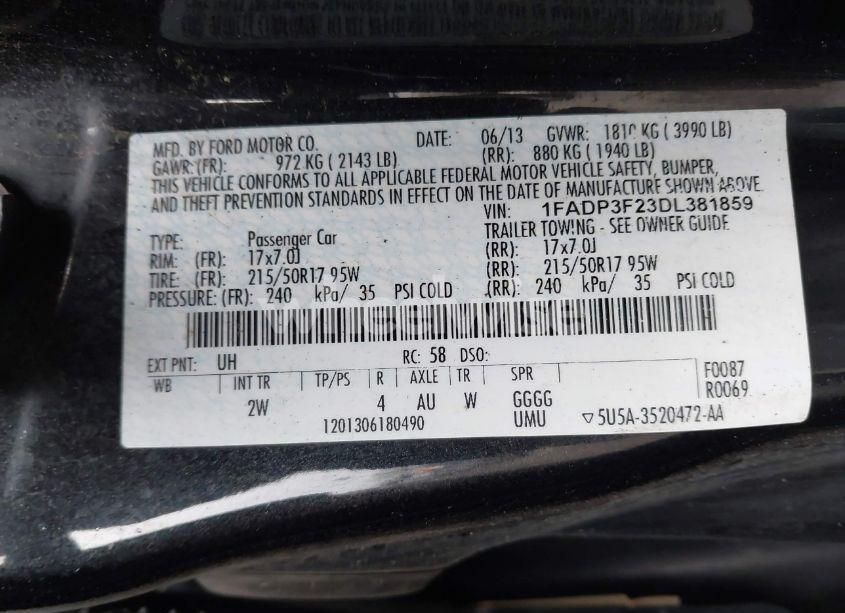 MFD. BY FORD MOTOR CO. DATE: 06/13 GVWR: 1810 KG ( 3990 LB)
GAWR:(FR): 972 KG ( 2143 LB) (RR): 880 KG ( 1940 LB)
THIS VEHICLE CONFORMS TO ALL APPLICABLE FEDERAL MOTOR VEHICLE SAFETY, BUMPER,
AND THEFT PREVENTION STANDARDS IN EFFECT ON THE DATE OF MANUFACTURE SHOWN ABOVE.
VIN: 1FADP3F23DL381859
TYPE: Passenger Car TRAILER TOWING - SEE OWNER GUIDE
RIM: (FR): 17x7.0J (RR): 17x7.0J
TIRE: (FR): 215/50R17 95W (RR): 215/50R17 95W
PRESSURE: (FR): 240 kPa/ 35 PSI COLD (RR): 240 kPa/ 35 PSI COLD
EXT PNT: UH RC: 58 DSO:
WB INT TR TP/PS R AXLE TR SPR F0087
2W 4 AU W GGGG R0069
1201306180490 UMU ▽5U5A-3520472-AA